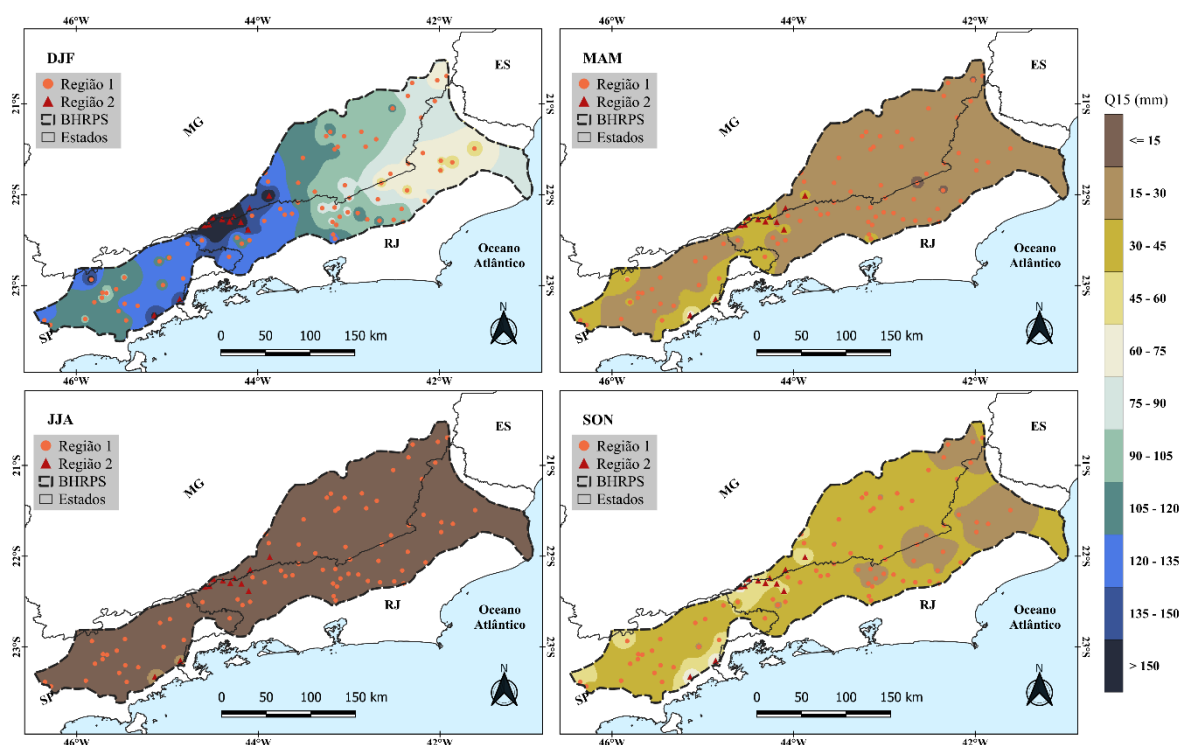 46°W 44°W 42°W
46°W 44°W 42°W
DJF
Região 1
Região 2
BHRPS
Estados
MG
ES
RJ
SP
Oceano
Atlântico
N
0 50 100 150 km
21°S
22°S
23°S
MAM
Região 1
Região 2
BHRPS
Estados
MG
ES
RJ
SP
Oceano
Atlântico
N
0 50 100 150 km
21°S
22°S
23°S
46°W 44°W 42°W
46°W 44°W 42°W
JJA
Região 1
Região 2
BHRPS
Estados
MG
ES
RJ
SP
Oceano
Atlântico
N
0 50 100 150 km
21°S
22°S
23°S
SON
Região 1
Região 2
BHRPS
Estados
MG
ES
RJ
SP
Oceano
Atlântico
N
0 50 100 150 km
21°S
22°S
23°S
46°W 44°W 42°W
46°W 44°W 42°W
Q15 (mm)
<= 15
15 - 30
30 - 45
45 - 60
60 - 75
75 - 90
90 - 105
105 - 120
120 - 135
135 - 150
> 150